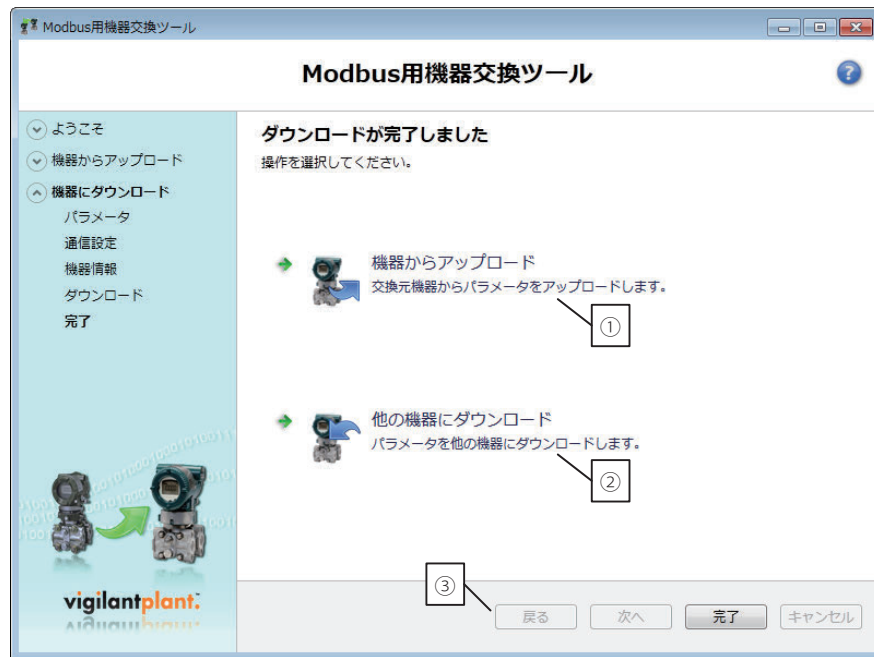 Modbus用機器交換ツール
Modbus用機器交換ツール
?
ようこそ
機器からアップロード
機器にダウンロード
パラメータ
通信設定
機器情報
ダウンロード
完了
ダウンロードが完了しました
操作を選択してください。
機器からアップロード
交換元機器からパラメータをアップロードします。
①
他の機器にダウンロード
パラメータを他の機器にダウンロードします。
②
vigilantplant.
③
戻る 次へ 完了 キャンセル